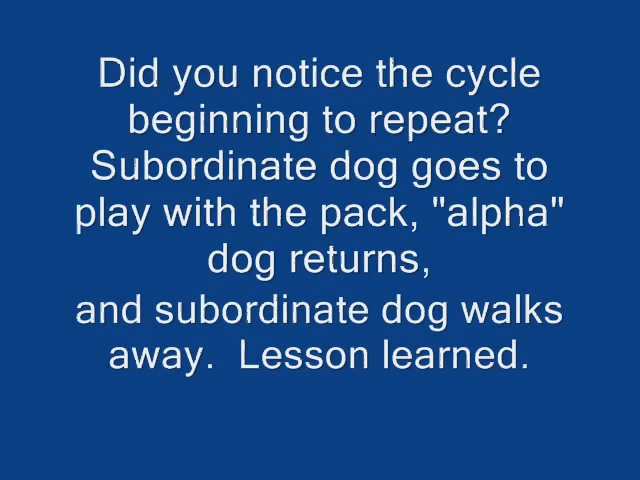 Did you notice the cycle
beginning to repeat?
Subordinate dog goes to
play with the pack, "alpha"
dog returns,
and subordinate dog walks
away.  Lesson learned.